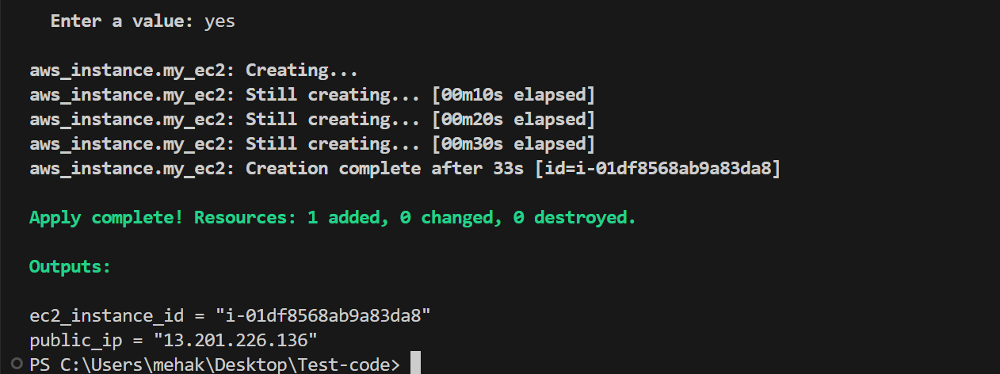 Enter a value: yes
aws_instance.my_ec2: Creating...
aws_instance.my_ec2: Still creating... [00m10s elapsed]
aws_instance.my_ec2: Still creating... [00m20s elapsed]
aws_instance.my_ec2: Still creating... [00m30s elapsed]
aws_instance.my_ec2: Creation complete after 33s [id=i-01df8568ab9a83da8]
Apply complete! Resources: 1 added, 0 changed, 0 destroyed.
Outputs:
ec2_instance_id = "i-01df8568ab9a83da8"
public_ip = "13.201.226.136"
PS C:\Users\mehak\Desktop\Test-code>